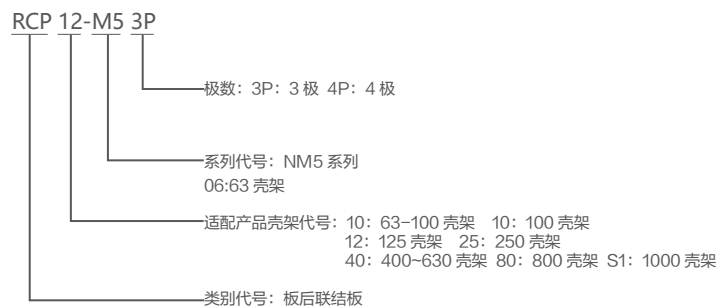 RCP 12-M5 3P
极数：3P：3 极 4P：4 极
系列代号：NM5 系列
06:63 壳架
适配产品壳架代号：10：63-100 壳架 10：100 壳架
12：125 壳架 25：250 壳架
40：400~630 壳架 80：800 壳架 S1：1000 壳架
类别代号：板后联结板